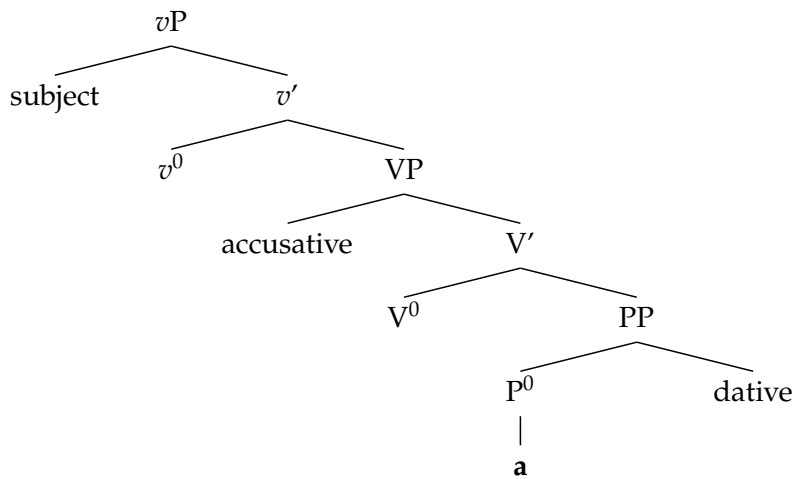 vP
subject v'
v⁰ VP
accusative V'
V⁰ PP
P⁰ dative
a